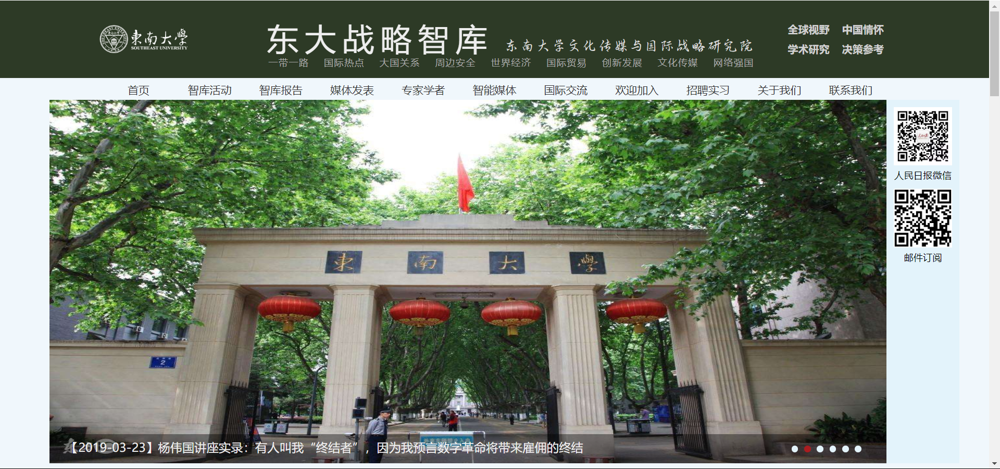 東南大學
SOUTHEAST UNIVERSITY
东大战略智库
东南大学文化传媒与国际战略研究院
一带一路 国际热点 大国关系 周边安全 世界经济 国际贸易 创新发展 文化传媒 网络强国
全球视野 中国情怀
学术研究 决策参考
首页 智库活动 智库报告 媒体发表 专家学者 智能媒体 国际交流 欢迎加入 招聘实习 关于我们 联系我们
人民日报微信
邮件订阅
東南大學
2
【2019-03-23】杨伟国讲座实录：有人叫我“终结者”，因为我预言数字革命将带来雇佣的终结